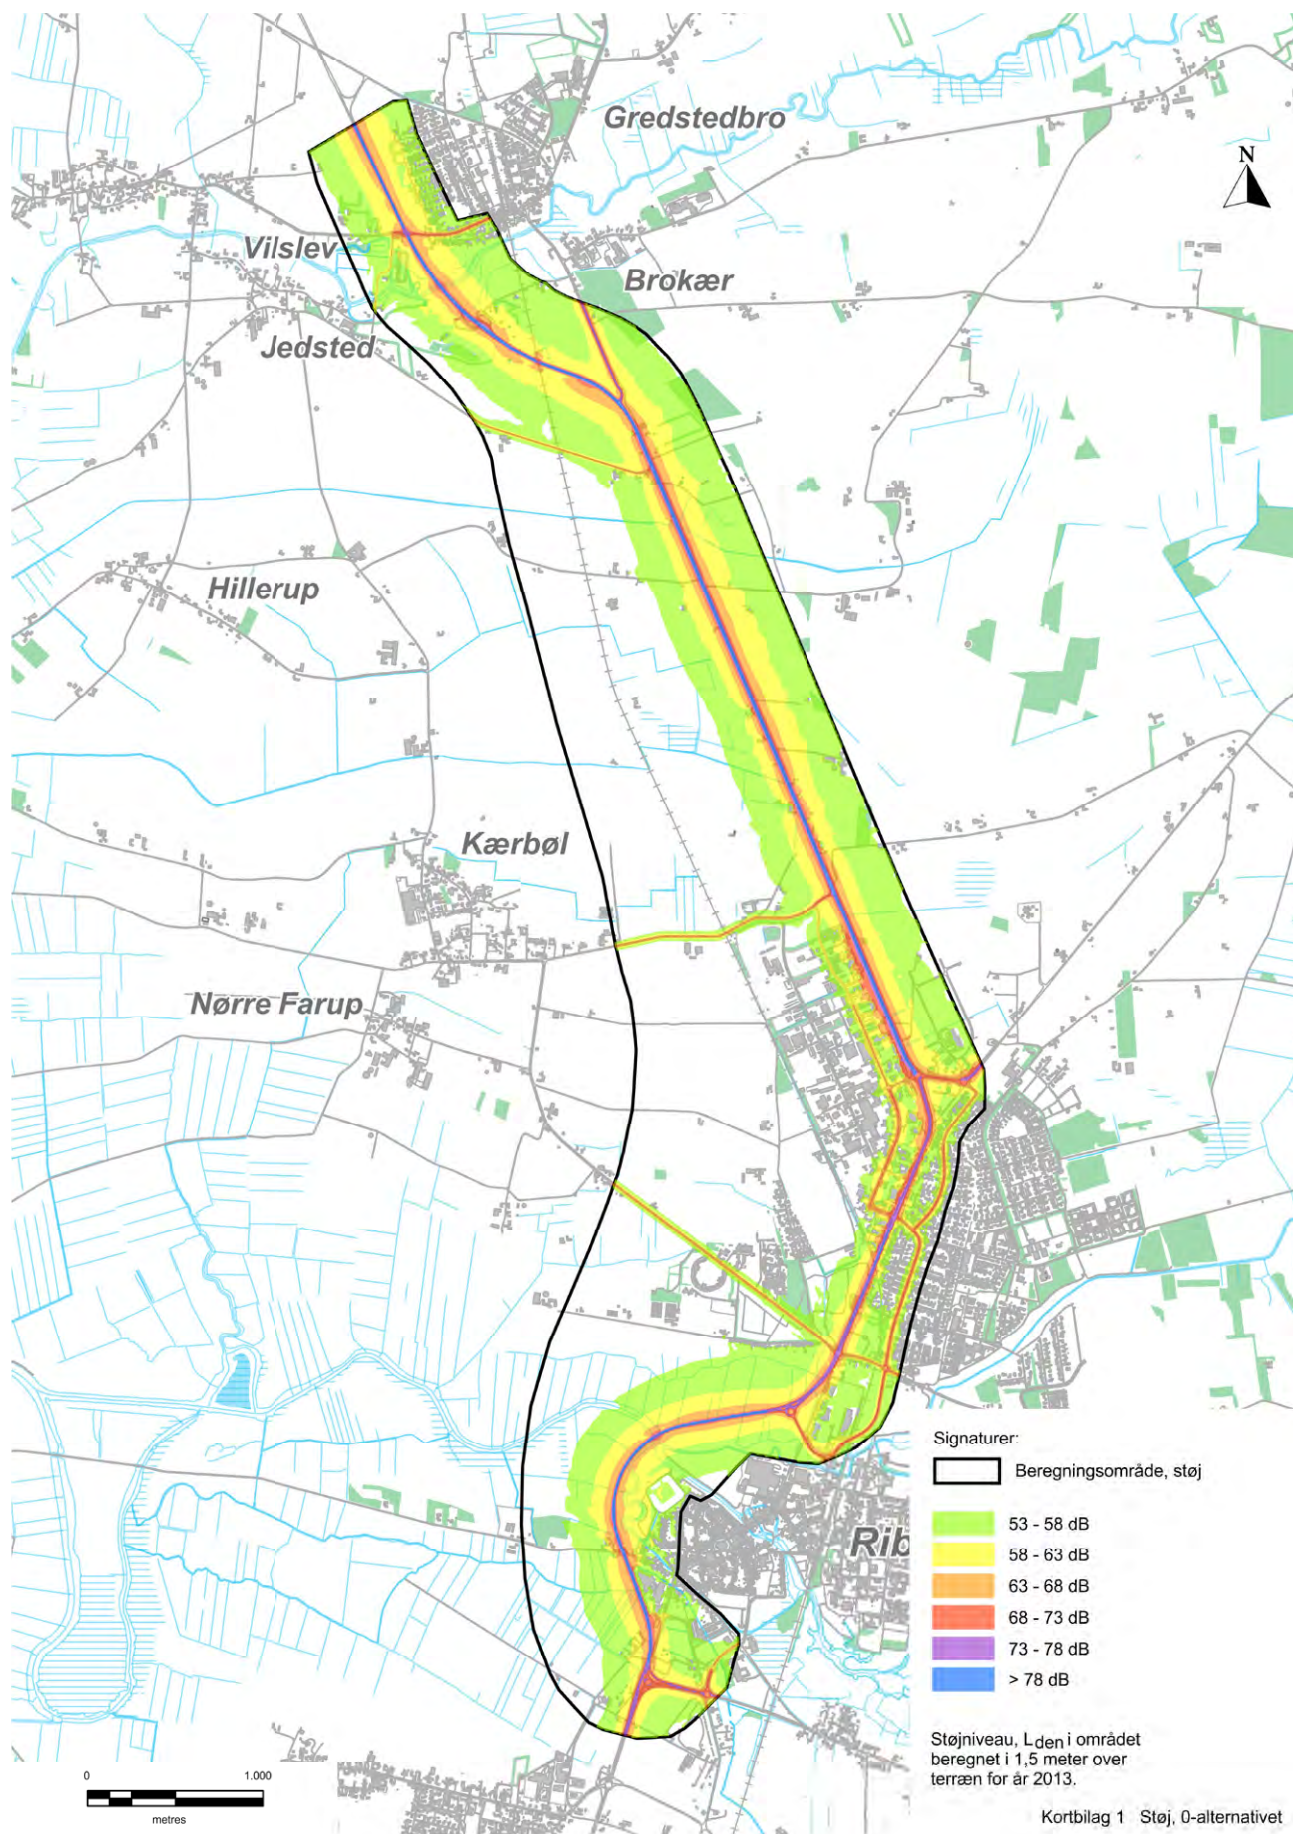 Gredstedbro
N
Vilslev
Brokær
Jedsted
Hillerup
Kærbøl
Nørre Farup
Rib
Signaturer:
Beregningsområde, støj
53 - 58 dB
58 - 63 dB
63 - 68 dB
68 - 73 dB
73 - 78 dB
> 78 dB
Støjniveau, Lden i området
beregnet i 1,5 meter over
terræn for år 2013.
0 1.000
metres
Kortbilag 1 Støj, 0-alternativet